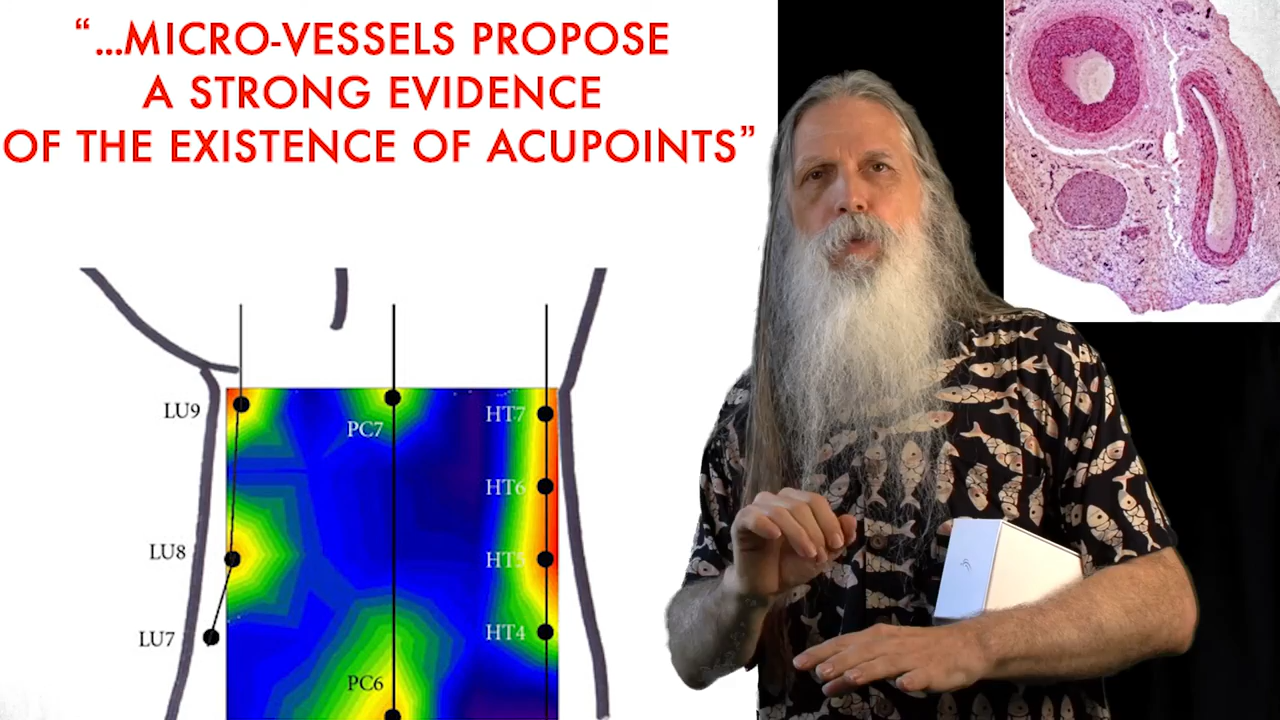 “...MICRO-VESSELS PROPOSE
A STRONG EVIDENCE
OF THE EXISTENCE OF ACUPOINTS”
LU9
PC7
HT7
HT6
LU8
HT5
LU7
HT4
PC6